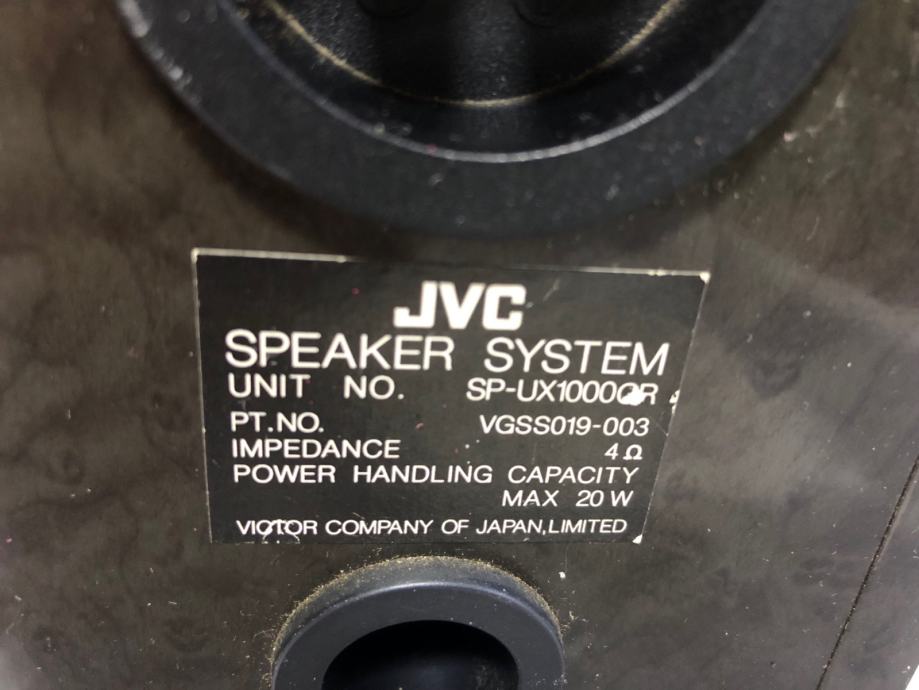 JVC
SPEAKER SYSTEM
UNIT NO. SP-UX1000GR
PT.NO. VGSS019-003
IMPEDANCE 4Ω
POWER HANDLING CAPACITY
MAX 20W
VICTOR COMPANY OF JAPAN,LIMITED